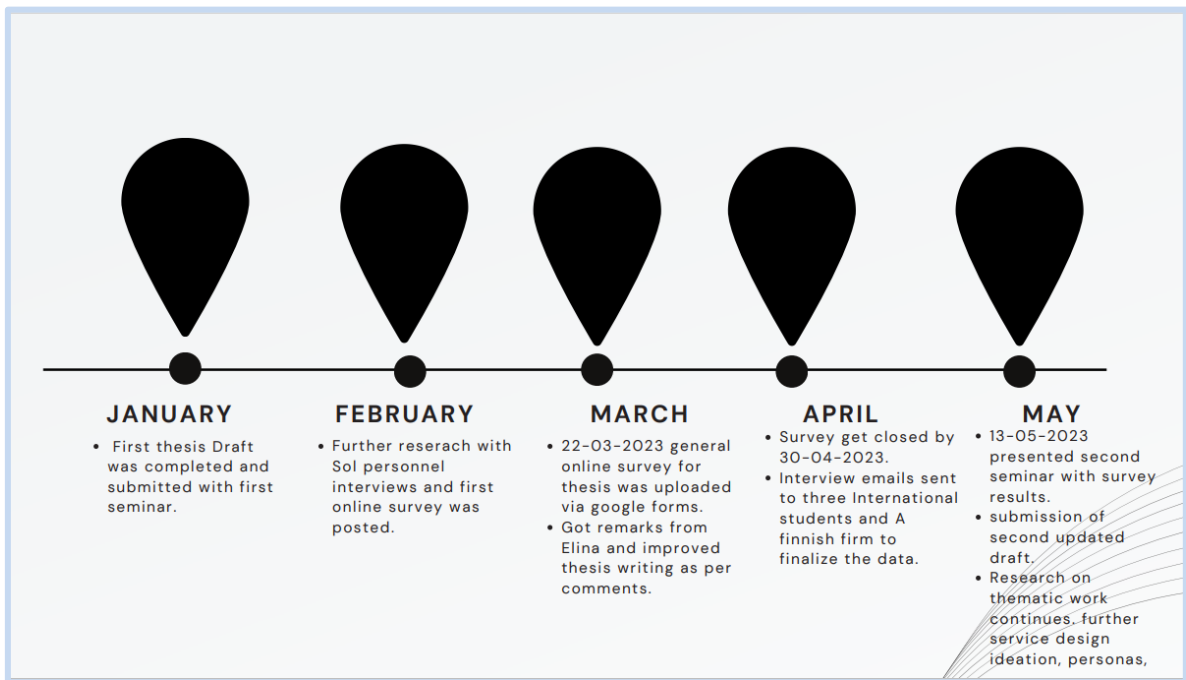 JANUARY
• First thesis Draft
was completed and
submitted with first
seminar.
FEBRUARY
• Further reserach with
Sol personnel
interviews and first
online survey was
posted.
MARCH
• 22-03-2023 general
online survey for
thesis was uploaded
via google forms.
• Got remarks from
Elina and improved
thesis writing as per
comments.
APRIL
• Survey get closed by
30-04-2023.
• Interview emails sent
to three International
students and A
finnish firm to
finalize the data.
MAY
• 13-05-2023
presented second
seminar with survey
results.
• submission of
second updated
draft.
• Research on
thematic work
continues. further
service design
ideation, personas,